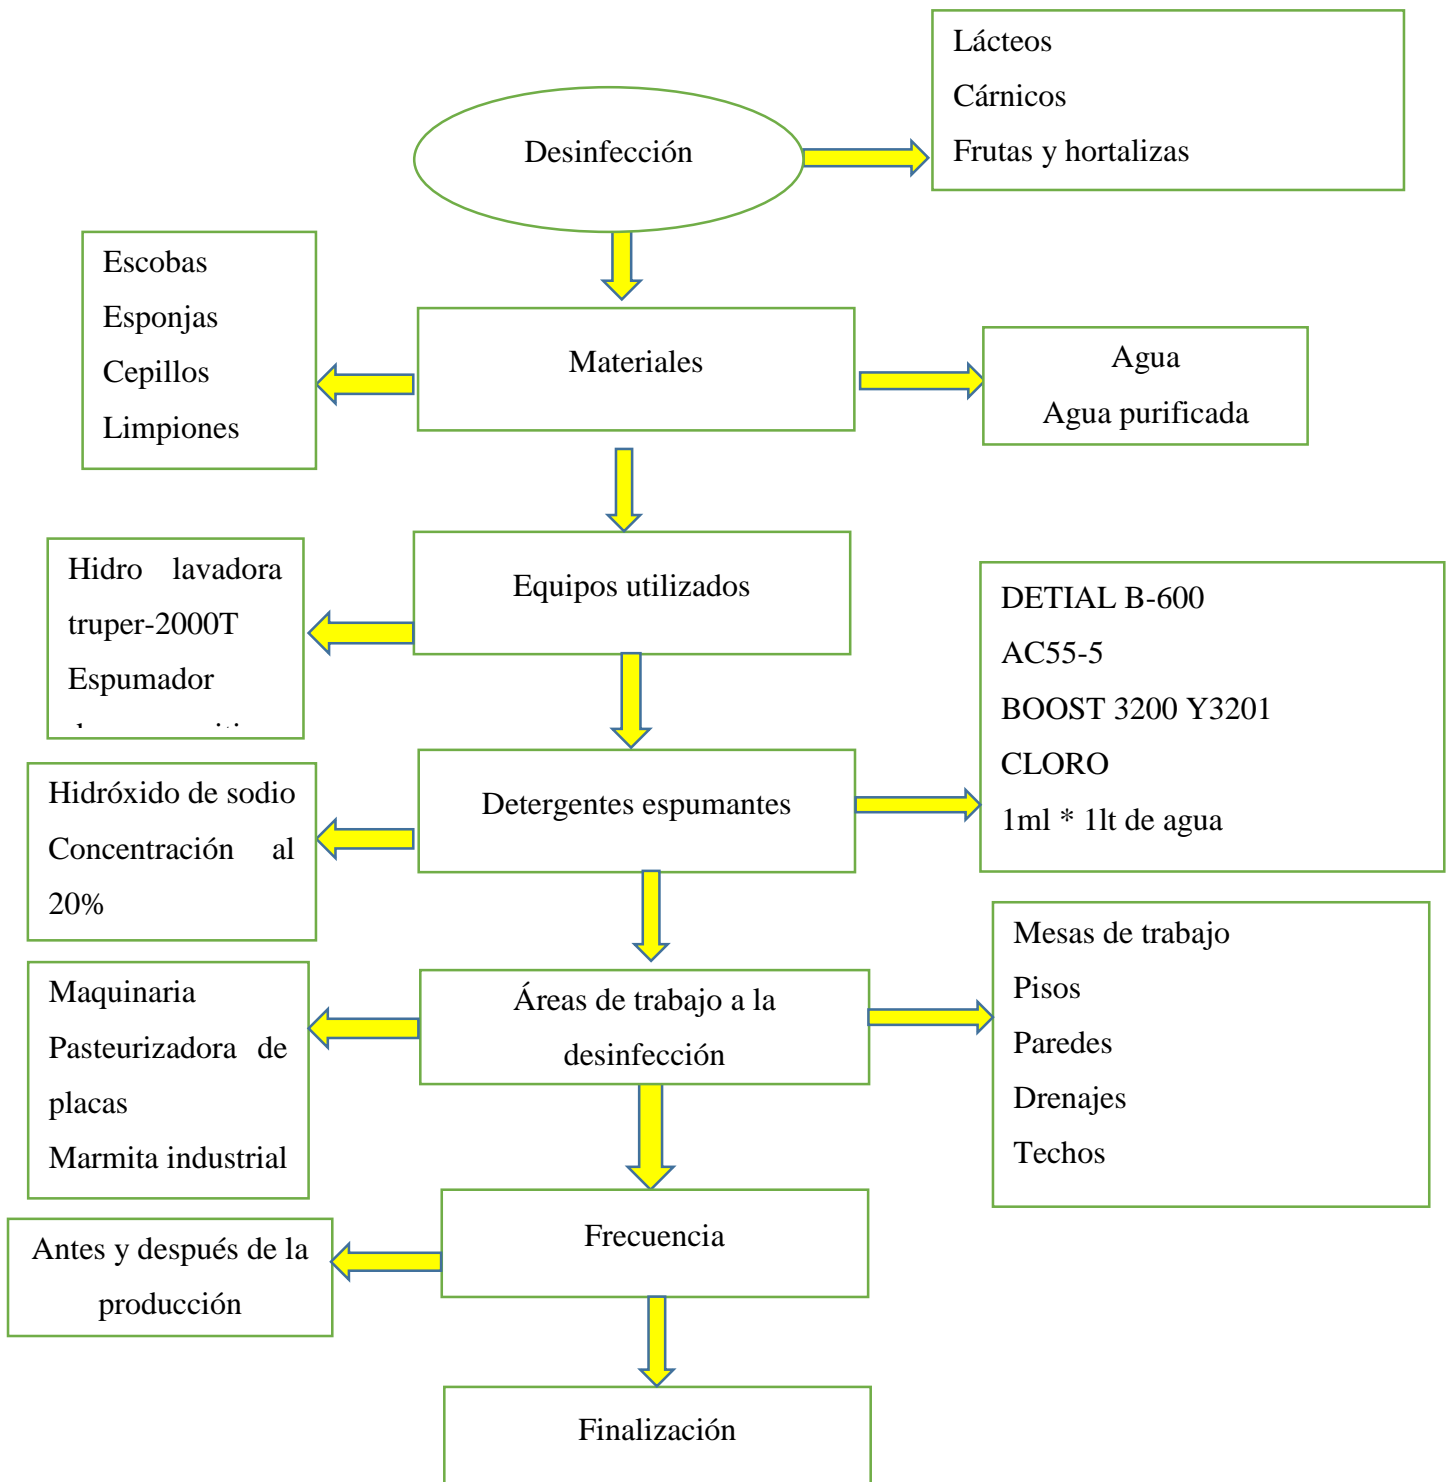 Lácteos
Cárnicos
Frutas y hortalizas
Desinfección
Escobas
Esponjas
Cepillos
Limpiones
Materiales
Agua
Agua purificada
Hidro lavadora
truper-2000T
Espumador
Equipos utilizados
DETIAL B-600
AC55-5
BOOST 3200 Y3201
CLORO
1ml * 1lt de agua
Hidróxido de sodio
Concentración al
20%
Detergentes espumantes
Maquinaria
Pasteurizadora de
placas
Marmita industrial
Áreas de trabajo a la
desinfección
Mesas de trabajo
Pisos
Paredes
Drenajes
Techos
Antes y después de la
producción
Frecuencia
Finalización